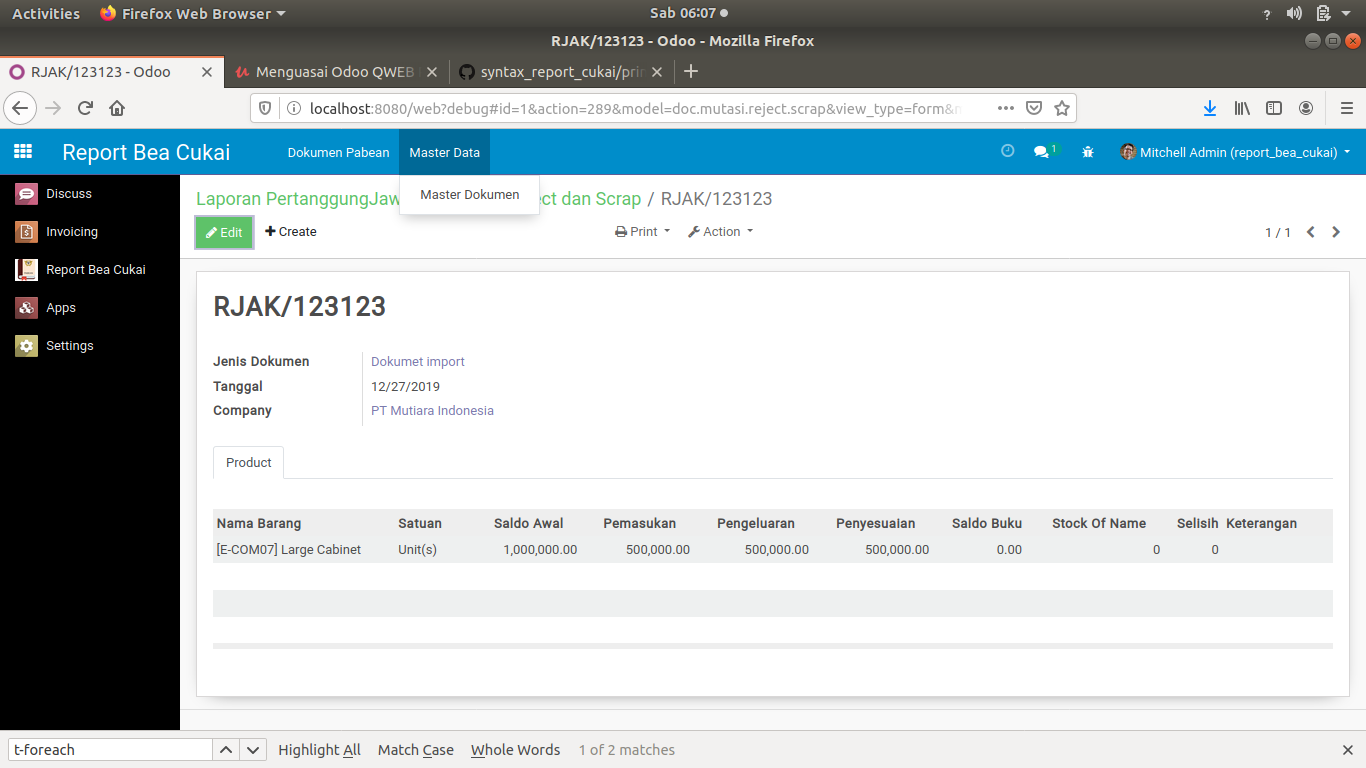 Activities Firefox Web Browser Sab 06:07
RJAK/123123 - Odoo - Mozilla Firefox
RJAK/123123 - Odoo Menguasai Odoo QWEB syntax_report_cukai/prin
localhost:8080/web?debug#id=1&action=289&model=doc.mutasi.reject.scrap&view_type=form&
Report Bea Cukai Dokumen Pabean Master Data 1 Mitchell Admin (report_bea_cukai)
Master Dokumen
Discuss
Invoicing
Report Bea Cukai
Apps
Settings
Laporan PertanggungJaw ect dan Scrap / RJAK/123123
Edit Create Print Action 1 / 1
RJAK/123123
Jenis Dokumen Dokumet import
Tanggal 12/27/2019
Company PT Mutiara Indonesia
Product
Nama Barang Satuan Saldo Awal Pemasukan Pengeluaran Penyesuaian Saldo Buku Stock Of Name Selisih Keterangan
[E-COM07] Large Cabinet Unit(s) 1,000,000.00 500,000.00 500,000.00 500,000.00 0.00 0 0
t-foreach Highlight All Match Case Whole Words 1 of 2 matches